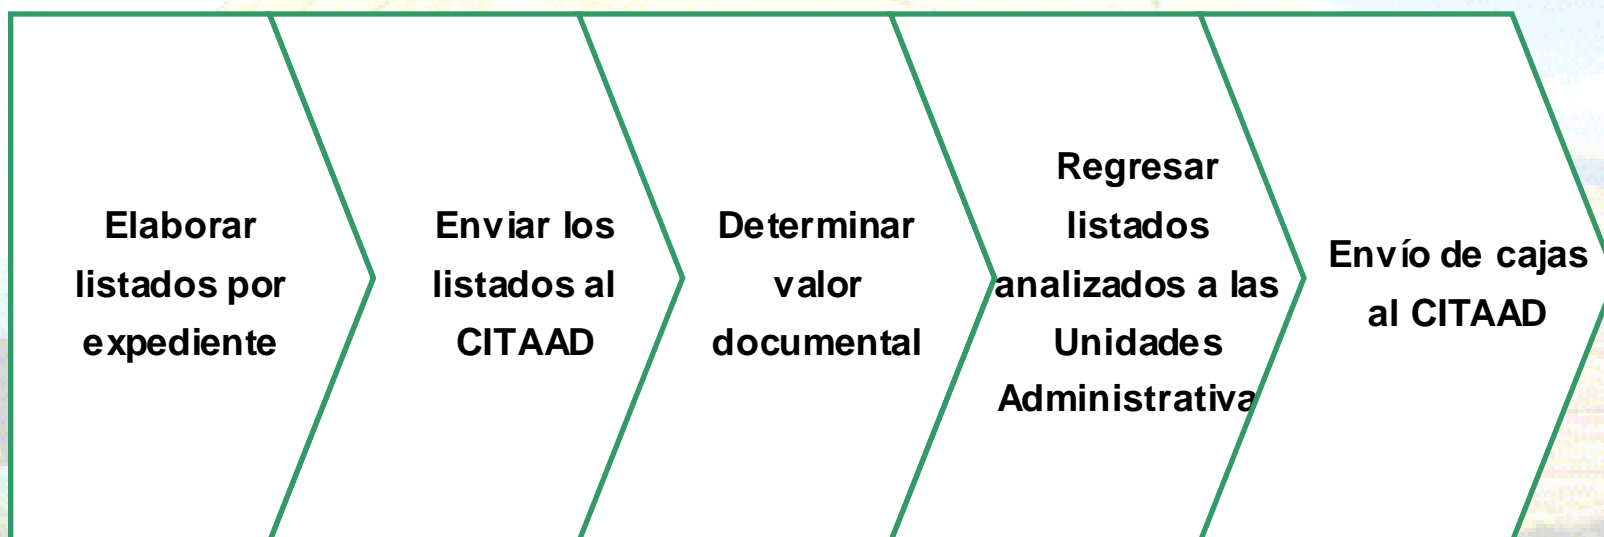 Elaborar
listados por
expediente
Enviar los
listados al
CITAAD
Determinar
valor
documental
Regresar
listados
analizados a las
Unidades
Administrativa
Envío de cajas
al CITAAD